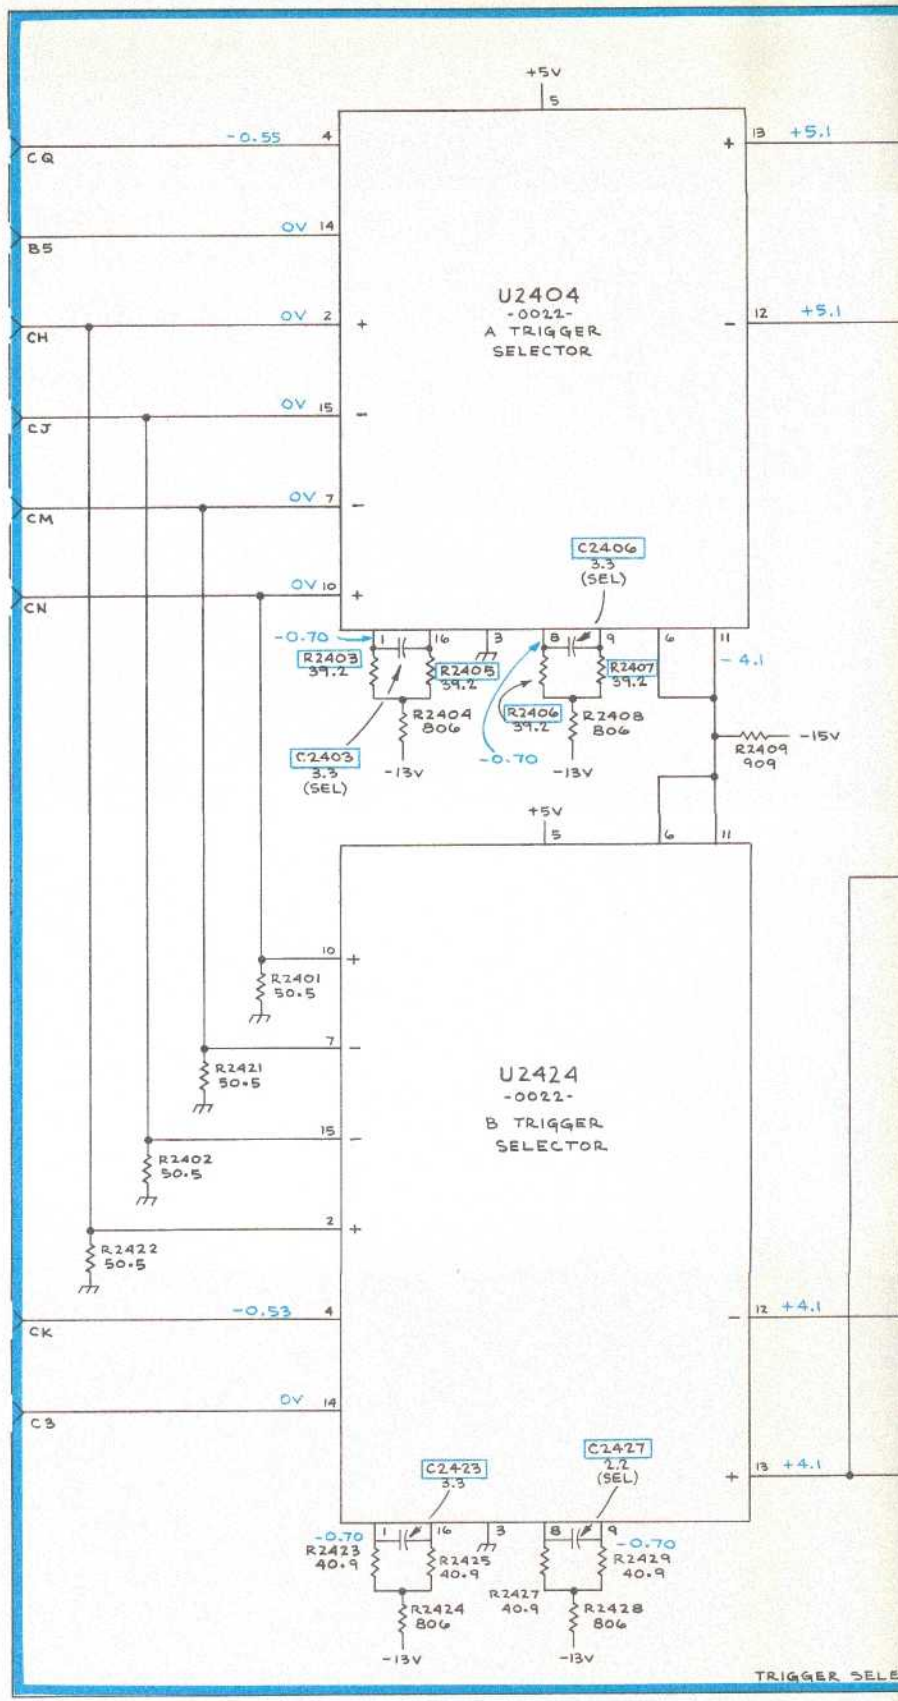 +5V
5
-0.55 4
CQ
+ 13 +5.1
0V 14
B5
U2404
-0022-
A TRIGGER
SELECTOR
0V 2 +
CH
- 12 +5.1
0V 15 -
CJ
0V 7 -
CM
C2406
3.3
(SEL)
0V 10 +
CN
-0.70 1 16 3 8 9 6 11
-4.1
R2403
39.2
R2405
39.2
R2407
39.2
R2404
806
R2406
39.2
R2408
806
C2403
3.3
(SEL)
-13V
-0.70
-13V
-15V
R2409
909
+5V
5 6 11
10 +
R2401
50.5
7 -
R2421
50.5
U2424
-0022-
B TRIGGER
SELECTOR
15 -
R2402
50.5
2 +
R2422
50.5
-0.53 4
CK
- 12 +4.1
0V 14
C3
C2423
3.3
C2427
2.2
(SEL)
+ 13 +4.1
-0.70 1 16 3 8 9 -0.70
R2423
40.9
R2425
40.9
R2427
40.9
R2429
40.9
R2424
806
R2428
806
-13V
-13V
TRIGGER SELE